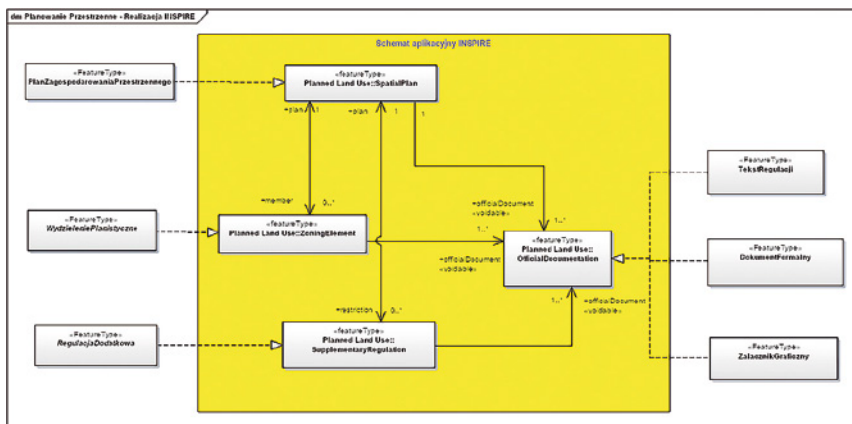 dm Planowanie Przestrzenne - Realizacja INSPIRE
Schemat aplikacyjny INSPIRE
«FeatureType»
PlanZagospodarowaniaPrzestrzennego
«featureType»
Planned Land Use::SpatialPlan
+plan
1
+plan
1
1
«FeatureType»
TekstRegulacji
+member
0..*
+officialDocument
«voidable»
1..*
«FeatureType»
WydzieleniePlanistyczne
«featureType»
Planned Land Use::ZoningElement
1..*
+officialDocument
«voidable»
«featureType»
Planned Land Use::
OfficialDocumentation
«FeatureType»
DokumentFormalny
+restriction
0..*
1..*
+officialDocument
«voidable»
«FeatureType»
RegulacjaDodatkowa
«featureType»
Planned Land Use::
SupplementaryRegulation
«FeatureType»
ZalacznikGraficzny